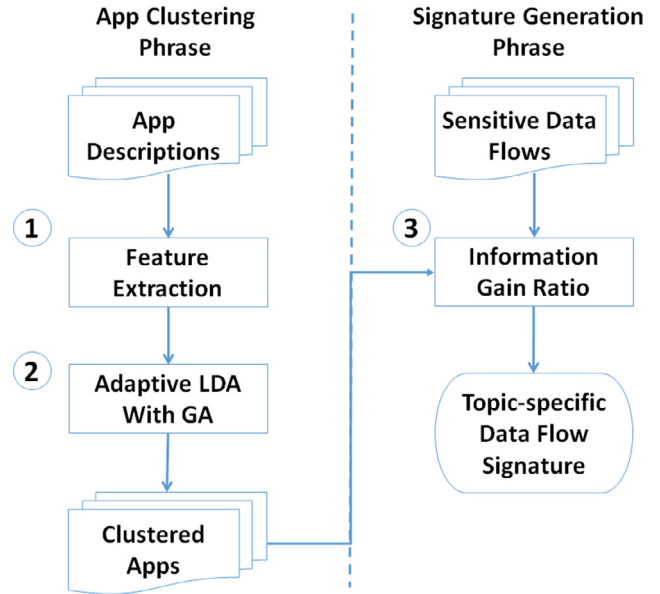 App Clustering
Phrase
App
Descriptions
1
Feature
Extraction
2
Adaptive LDA
With GA
Clustered
Apps
Signature Generation
Phrase
Sensitive Data
Flows
3
Information
Gain Ratio
Topic-specific
Data Flow
Signature